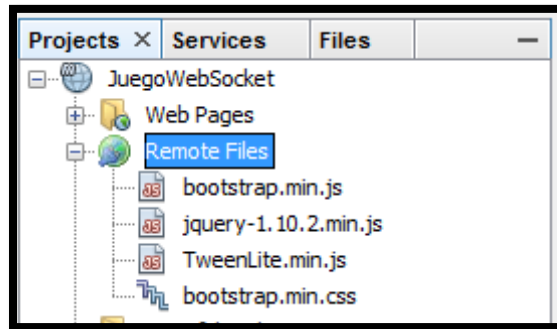 Projects × Services Files
JuegoWebSocket
Web Pages
Remote Files
bootstrap.min.js
jquery-1.10.2.min.js
TweenLite.min.js
bootstrap.min.css